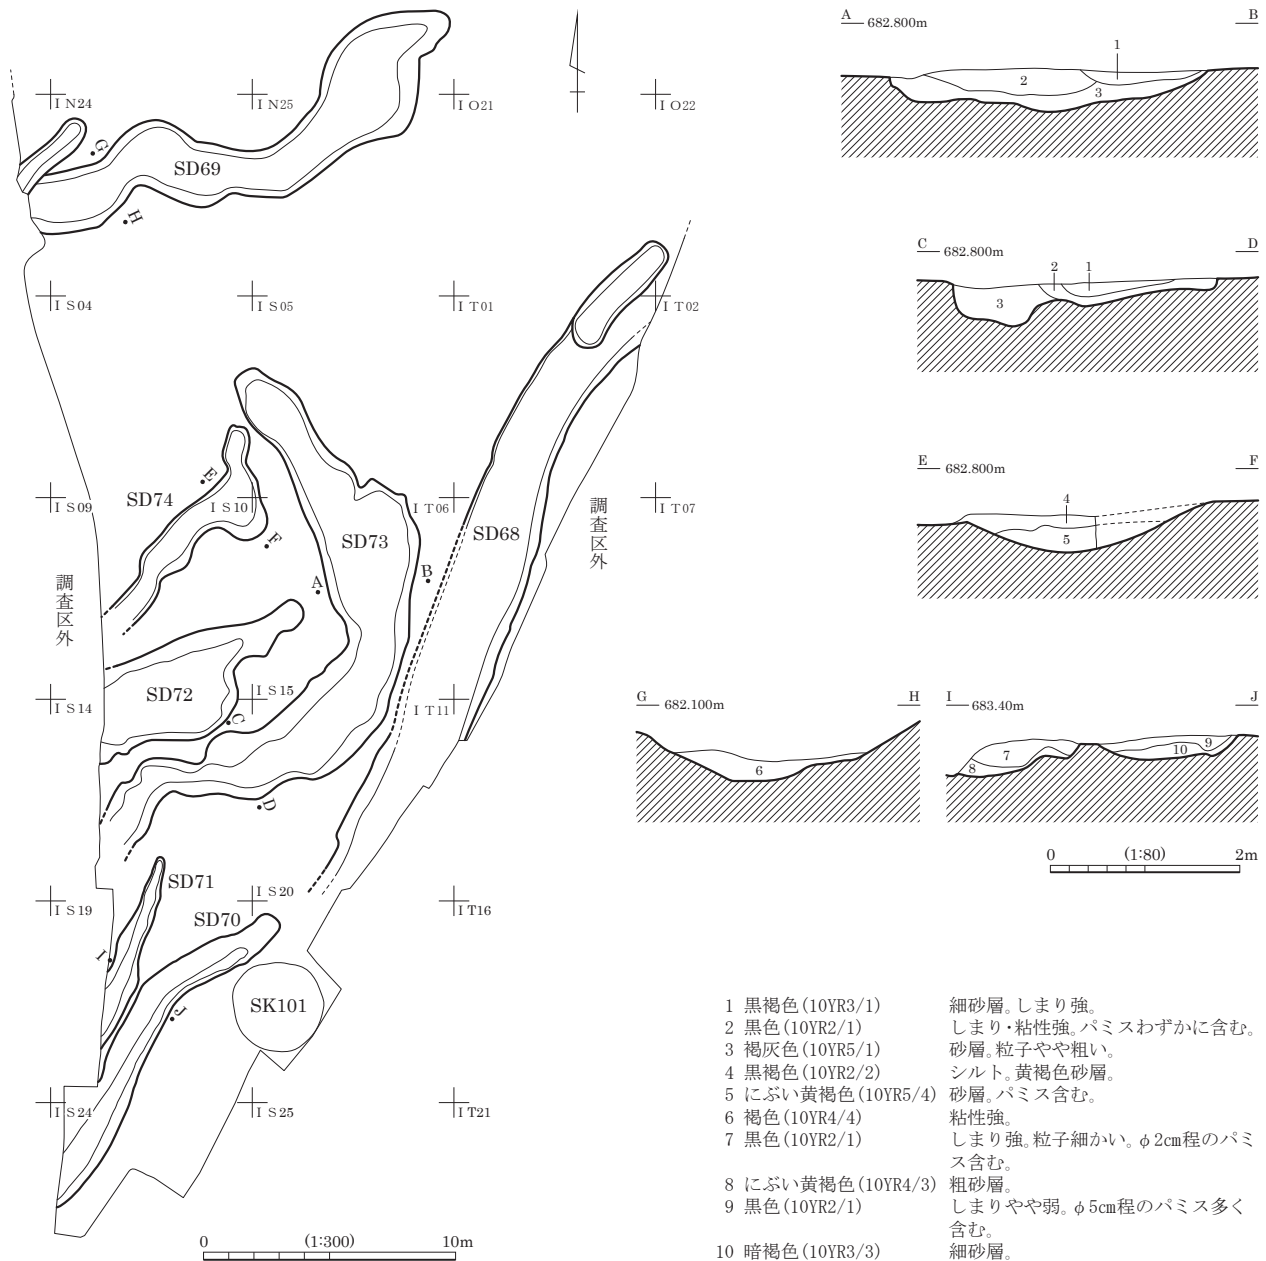 A
682.800m
B
1
2
3
I N24
I N25
I O21
I O22
G
SD69
H
C
682.800m
D
2
1
3
I S04
I S05
I T01
I T02
E
682.800m
F
4
5
E
SD74
I S09
I S10
F
I T06
SD68
調査区外
I T07
SD73
A
B
調査区外
SD72
I S14
I S15
C
I T11
D
G
682.100m
H
6
I
683.40m
J
7
8
9
10
0
(1:80)
2m
SD71
SD70
I S19
I S20
I T16
I
J
SK101
I S24
I S25
I T21
0
(1:300)
10m
1 黒褐色(10YR3/1) 細砂層。しまり強。
2 黒色(10YR2/1) しまり・粘性強。パミスわずかに含む。
3 褐灰色(10YR5/1) 砂層。粒子やや粗い。
4 黒褐色(10YR2/2) シルト。黄褐色砂層。
5 にぶい黄褐色(10YR5/4) 砂層。パミス含む。
6 褐色(10YR4/4) 粘性強。
7 黒色(10YR2/1) しまり強。粒子細かい。φ2㎝程のパミ
ス含む。
8 にぶい黄褐色(10YR4/3) 粗砂層。
9 黒色(10YR2/1) しまりやや弱。φ5㎝程のパミス多く
含む。
10 暗褐色(10YR3/3) 細砂層。